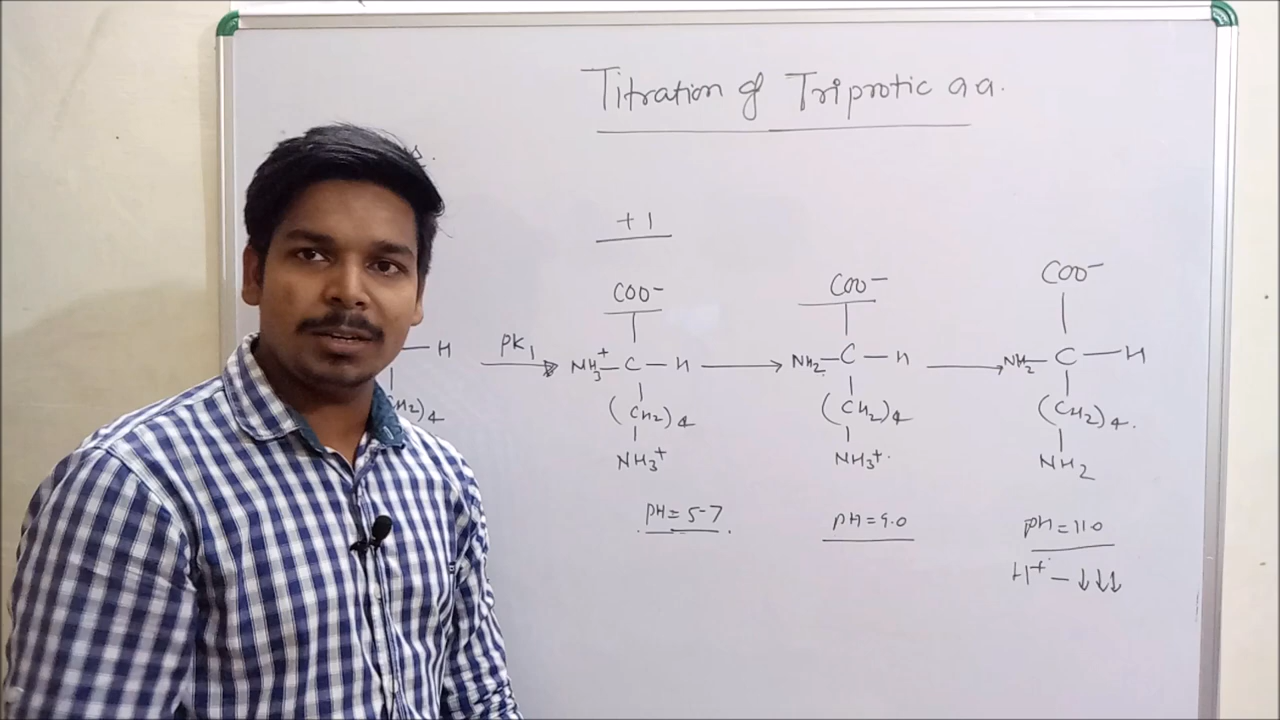 Titration of Triprotic aa.
+1
COO⁻
COO⁻
COO⁻
H
pK₁
NH₃⁺ — C — H
NH₂ — C — H
NH₂ — C — H
CH₂)₄
(CH₂)₄
(CH₂)₄
(CH₂)₄.
NH₃⁺
NH₃⁺.
NH₂
pH = 5-7
pH = 9.0
pH = 11.0
H⁺ — ↓↓↓